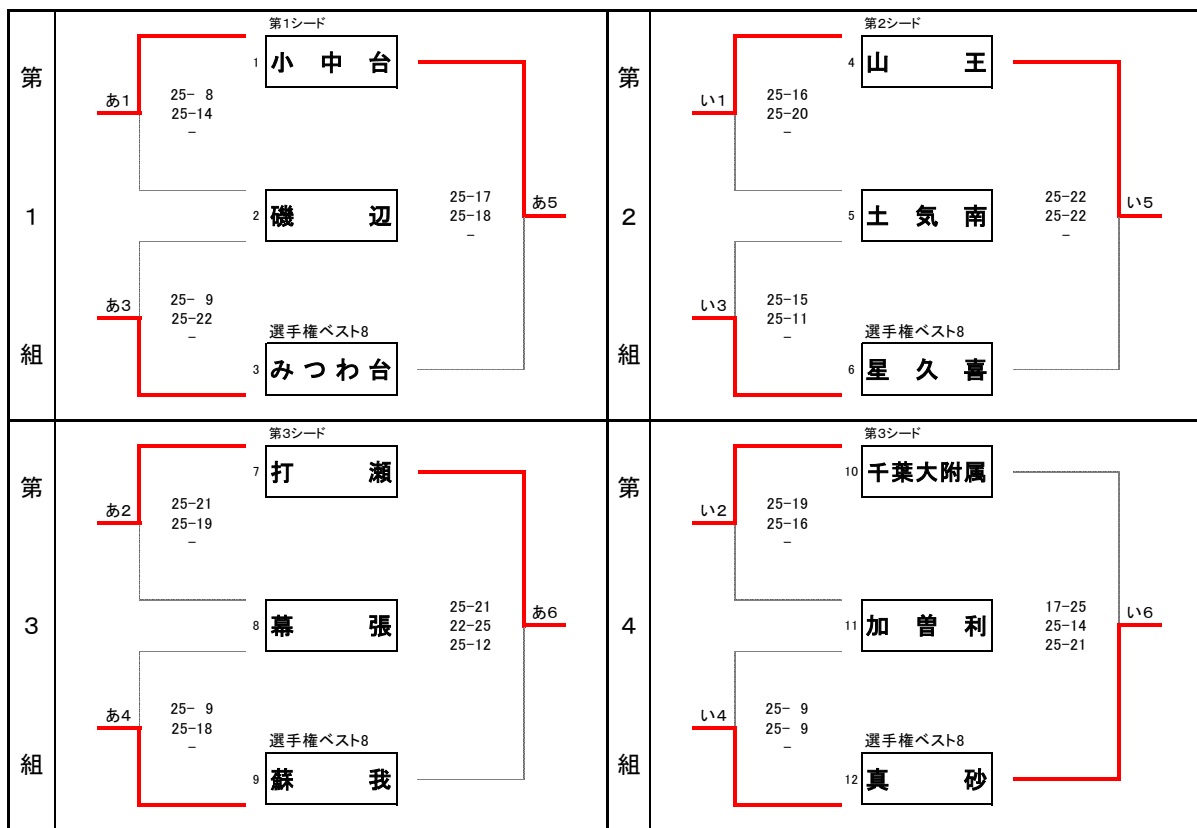 第1組
第1シード
1 小中台
あ1
25- 8
25-14
-
2 磯辺
25-17
25-18
-
あ5
あ3
25- 9
25-22
-
選手権ベスト8
3 みつわ台
第2組
第2シード
4 山王
い1
25-16
25-20
-
5 土気南
25-22
25-22
-
い5
い3
25-15
25-11
-
選手権ベスト8
6 星久喜
第3組
第3シード
7 打瀬
あ2
25-21
25-19
-
8 幕張
25-21
22-25
25-12
あ6
あ4
25- 9
25-18
-
選手権ベスト8
9 蘇我
第4組
第3シード
10 千葉大附属
い2
25-19
25-16
-
11 加曽利
17-25
25-14
25-21
い6
い4
25- 9
25- 9
-
選手権ベスト8
12 真砂